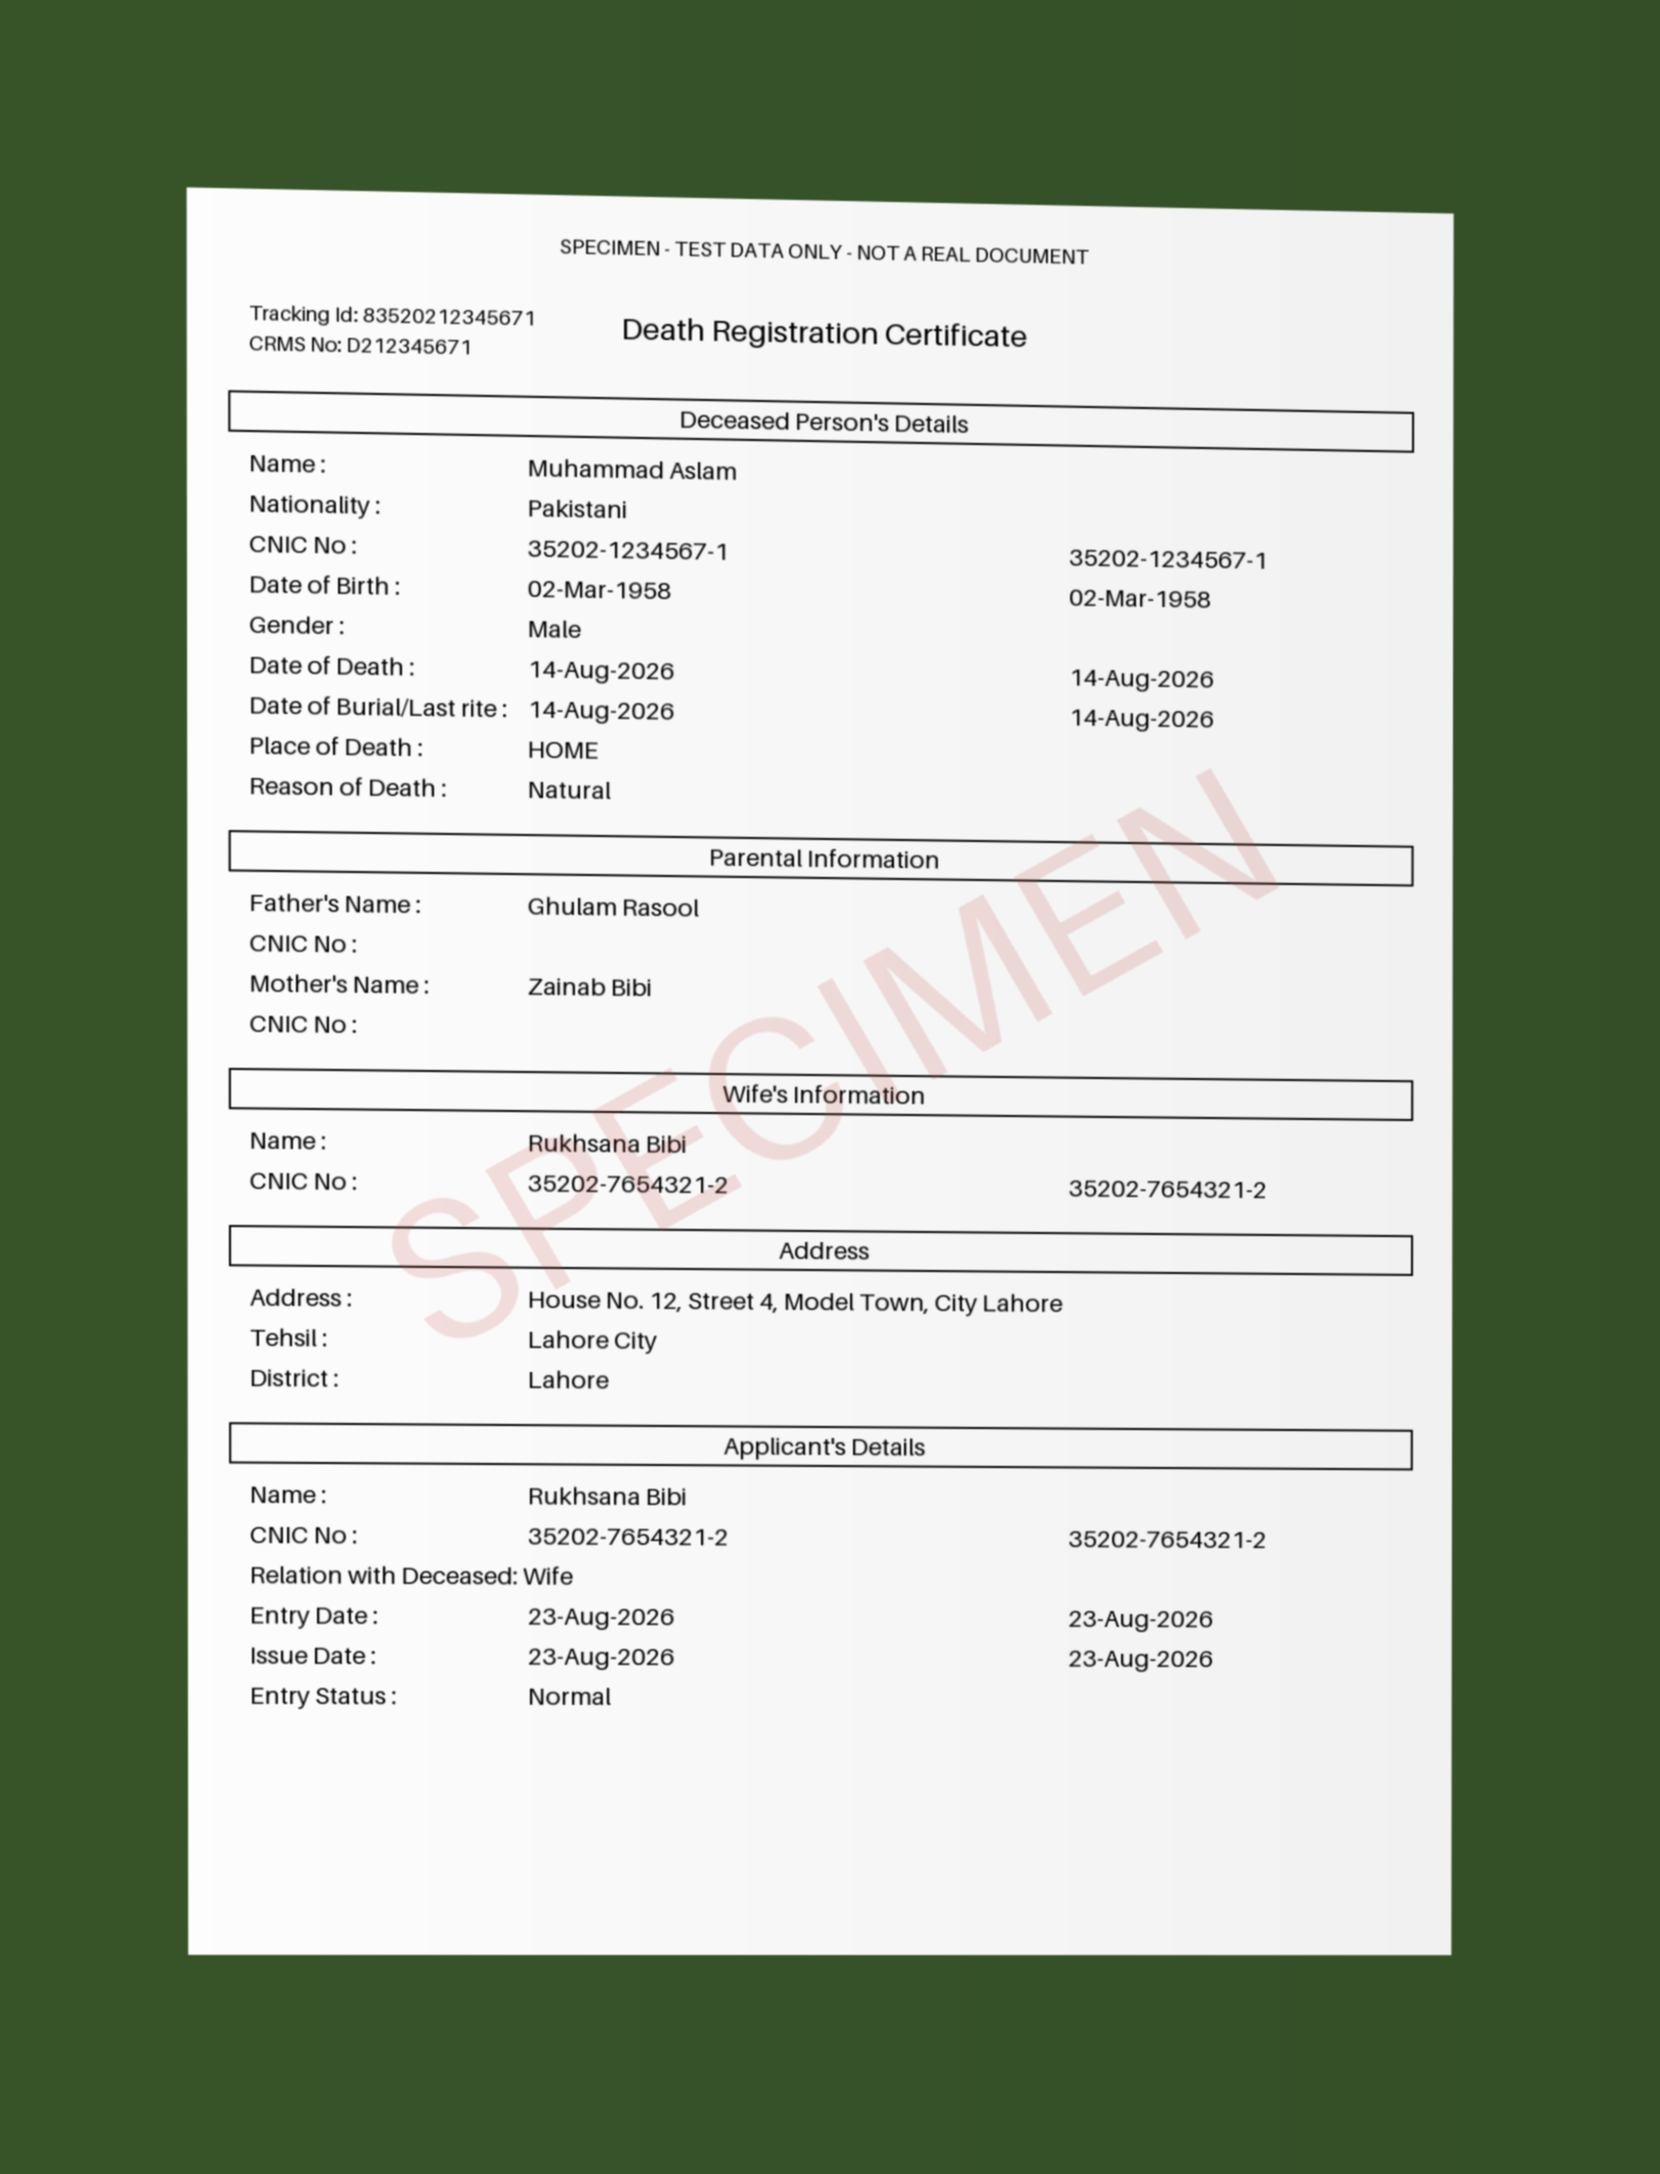 SPECIMEN - TEST DATA ONLY - NOT A REAL DOCUMENT
Tracking Id: 83520212345671
CRMS No: D212345671
Death Registration Certificate
Deceased Person's Details
Name : Muhammad Aslam
Nationality : Pakistani
CNIC No : 35202-1234567-1 35202-1234567-1
Date of Birth : 02-Mar-1958 02-Mar-1958
Gender : Male
Date of Death : 14-Aug-2026 14-Aug-2026
Date of Burial/Last rite : 14-Aug-2026 14-Aug-2026
Place of Death : HOME
Reason of Death : Natural
Parental Information
Father's Name : Ghulam Rasool
CNIC No :
Mother's Name : Zainab Bibi
CNIC No :
Wife's Information
Name : Rukhsana Bibi
CNIC No : 35202-7654321-2 35202-7654321-2
Address
Address : House No. 12, Street 4, Model Town, City Lahore
Tehsil : Lahore City
District : Lahore
Applicant's Details
Name : Rukhsana Bibi
CNIC No : 35202-7654321-2 35202-7654321-2
Relation with Deceased: Wife
Entry Date : 23-Aug-2026 23-Aug-2026
Issue Date : 23-Aug-2026 23-Aug-2026
Entry Status : Normal
SPECIMEN